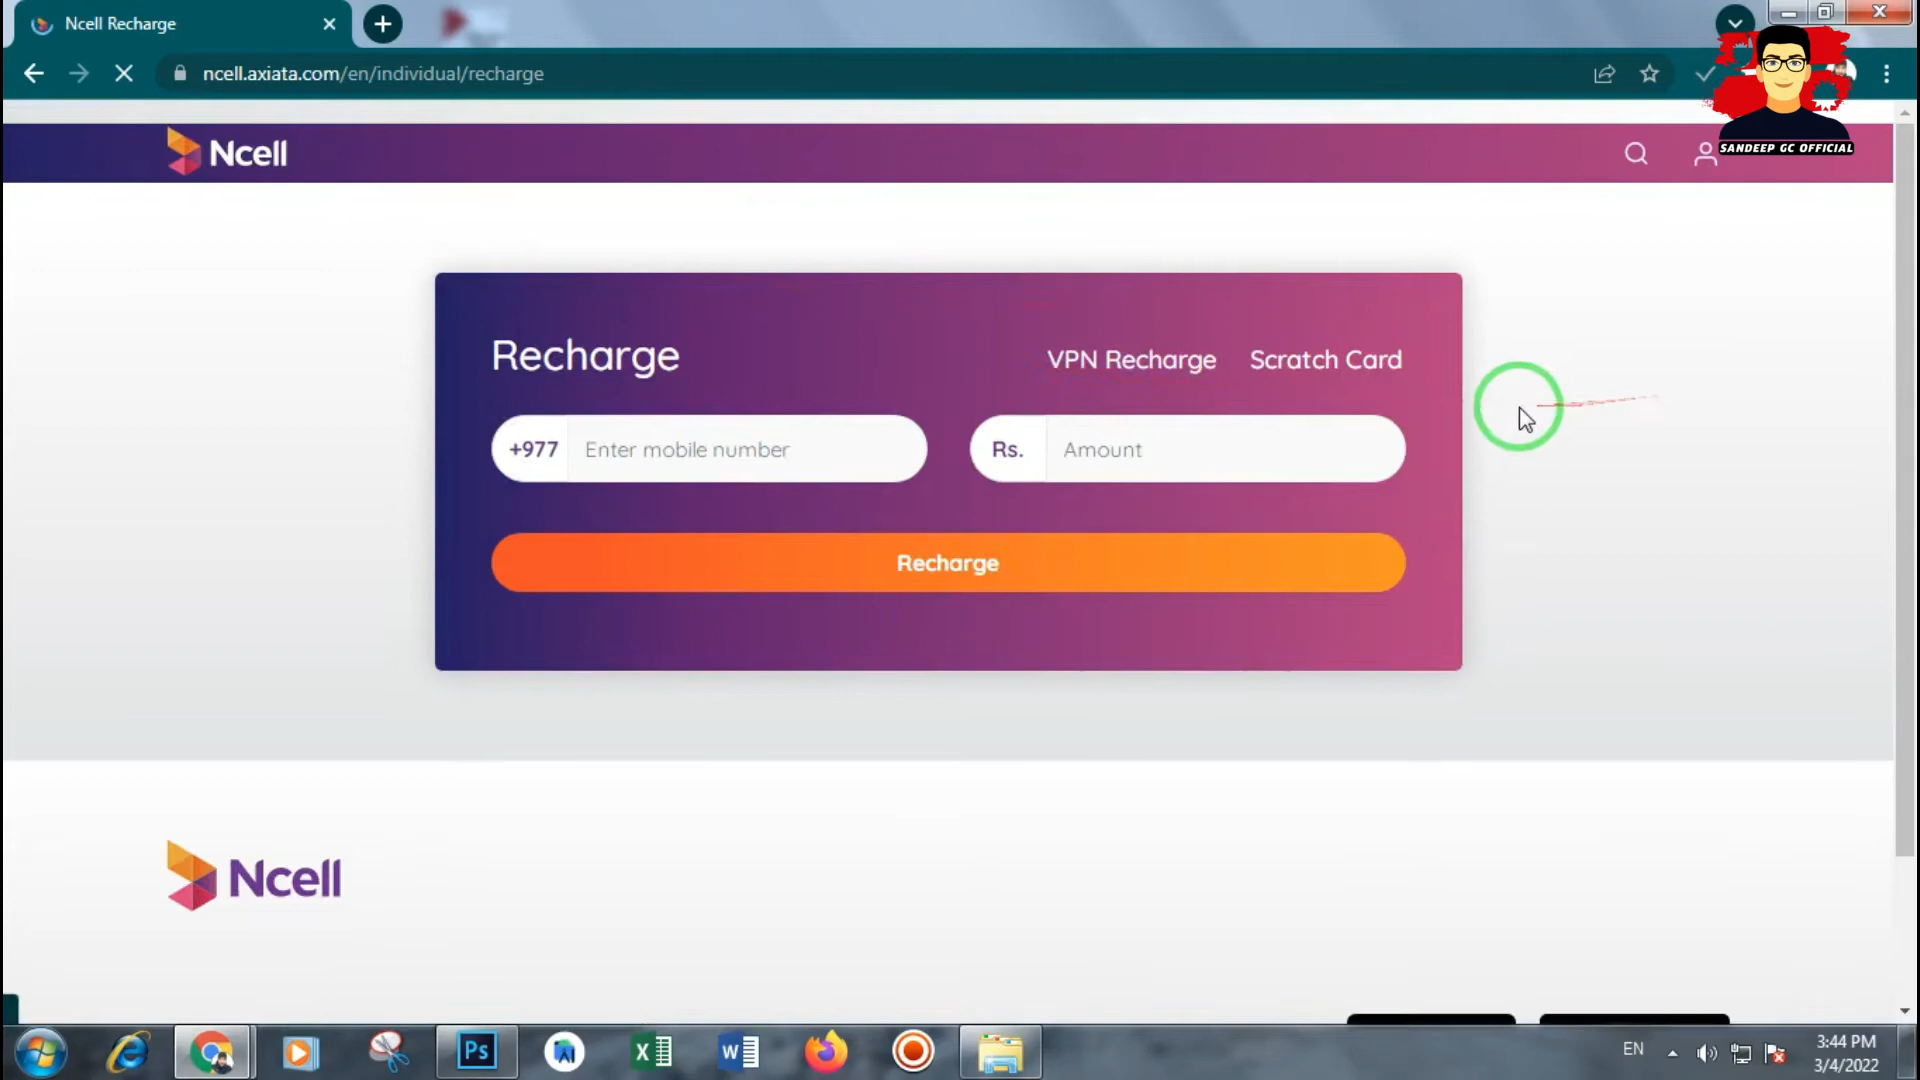 Ncell Recharge
ncell.axiata.com/en/individual/recharge
SANDEEP GC OFFICIAL
Ncell
Recharge
VPN Recharge
Scratch Card
+977
Enter mobile number
Rs.
Amount
Recharge
Ncell
Ps
X
W
EN
3:44 PM
3/4/2022